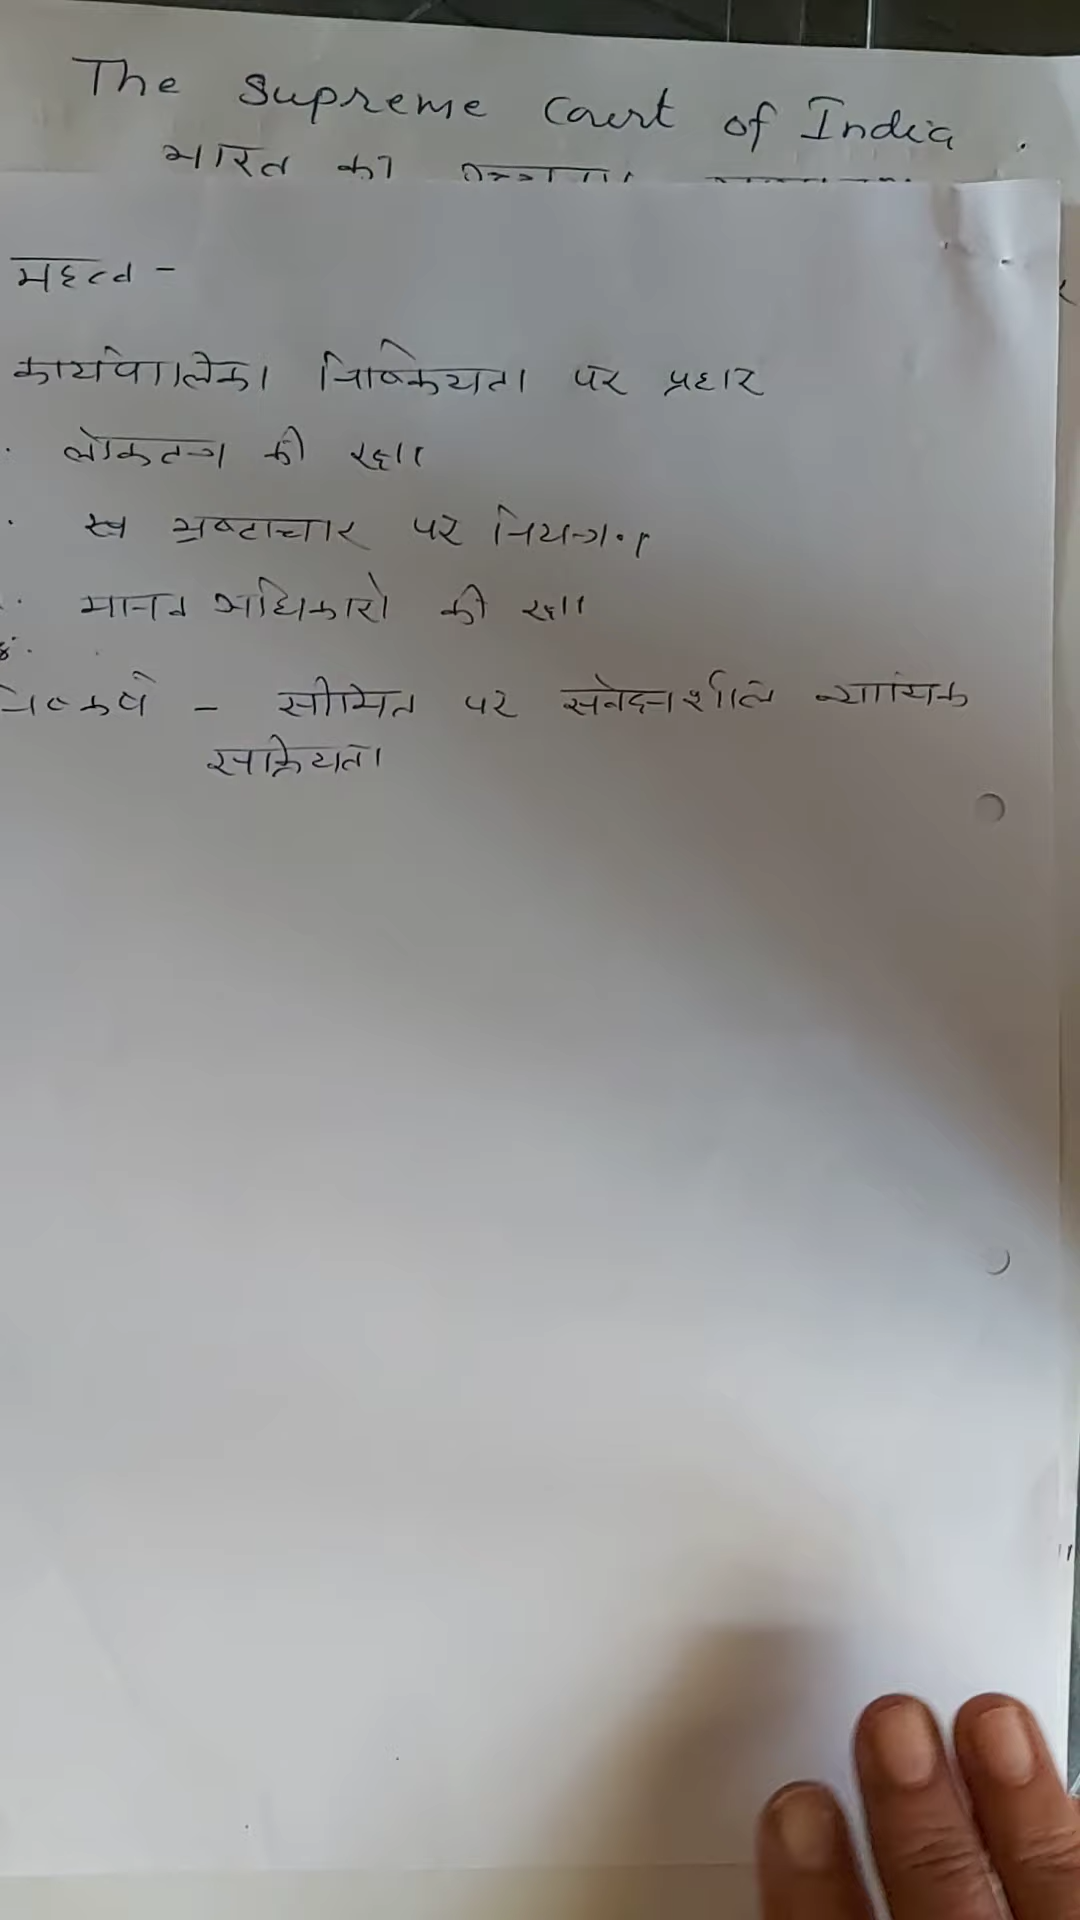 The Supreme Court of India.
भारत का
महत्व -
कार्यपालिका निष्क्रियता पर प्रहार
लोकतन्त्र की रक्षा
भ्रष्टाचार पर नियन्त्रण
मानव अधिकारो की रक्षा
निष्कर्ष - सीमित पर संवेदनशील न्यायिक
सक्रियता